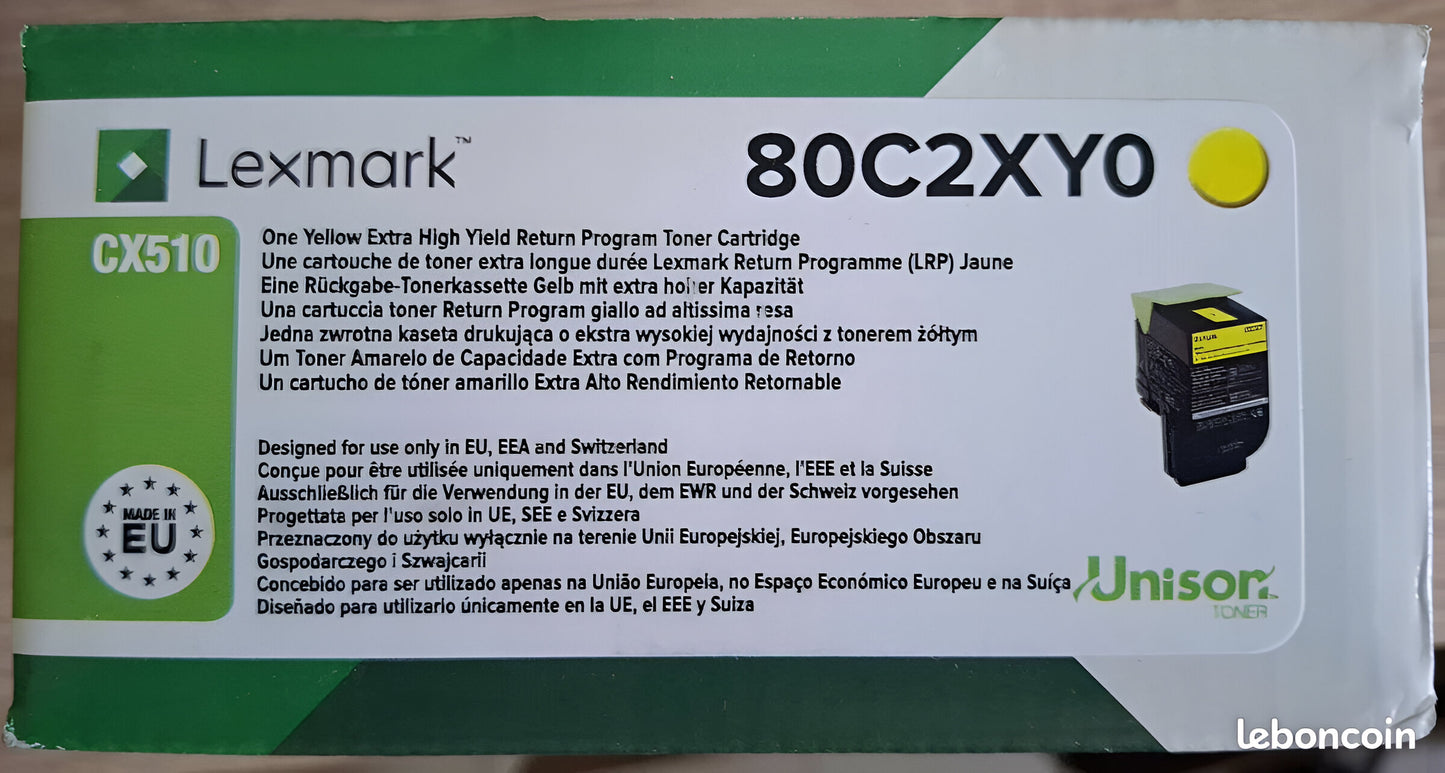 Lexmark™
80C2XY0
CX510
One Yellow Extra High Yield Return Program Toner Cartridge
Une cartouche de toner extra longue durée Lexmark Return Programme (LRP) Jaune
Eine Rückgabe-Tonerkassette Gelb mit extra hoher Kapazität
Una cartuccia toner Return Program giallo ad altissima resa
Jedna zwrotna kaseta drukująca o ekstra wysokiej wydajności z tonerem żółtym
Um Toner Amarelo de Capacidade Extra com Programa de Retorno
Un cartucho de tóner amarillo Extra Alto Rendimiento Retornable
Designed for use only in EU, EEA and Switzerland
Conçue pour être utilisée uniquement dans l'Union Européenne, l'EEE et la Suisse
Ausschließlich für die Verwendung in der EU, dem EWR und der Schweiz vorgesehen
Progettata per l'uso solo in UE, SEE e Svizzera
Przeznaczony do użytku wyłącznie na terenie Unii Europejskiej, Europejskiego Obszaru
Gospodarczego i Szwajcarii
Concebido para ser utilizado apenas na União Europeia, no Espaço Económico Europeu e na Suíça
Diseñado para utilizarlo únicamente en la UE, el EEE y Suiza
MADE IN
EU
Unison
TONER
leboncoin